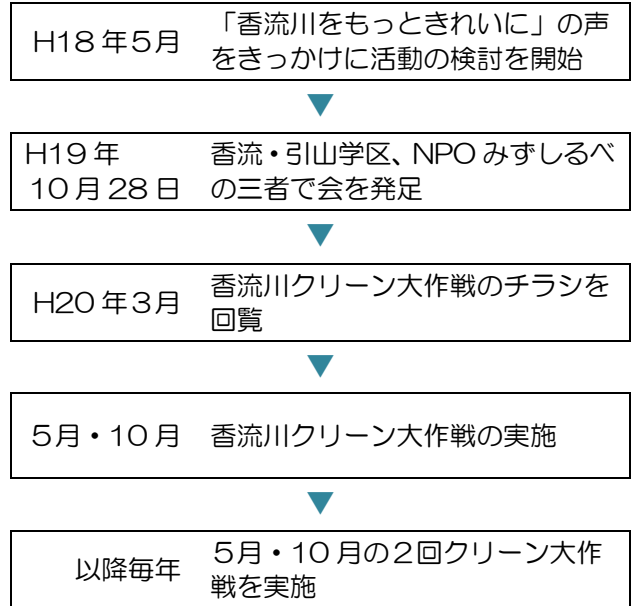 H18年5月 「香流川をもっときれいに」の声
をきっかけに活動の検討を開始
▼
H19年 香流・引山学区、NPOみずしるべ
10月28日 の三者で会を発足
▼
H20年3月 香流川クリーン大作戦のチラシを
回覧
▼
5月・10月 香流川クリーン大作戦の実施
▼
以降毎年 5月・10月の2回クリーン大作
戦を実施